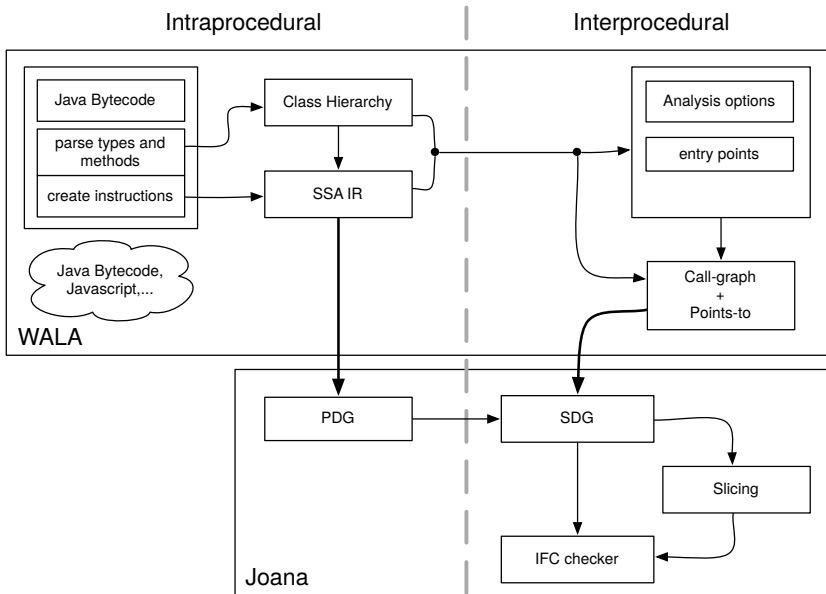 Intraprocedural
Interprocedural
Java Bytecode
parse types and
methods
create instructions
Class Hierarchy
SSA IR
Java Bytecode,
Javascript,...
WALA
Analysis options
entry points
Call-graph
+
Points-to
PDG
SDG
Slicing
IFC checker
Joana